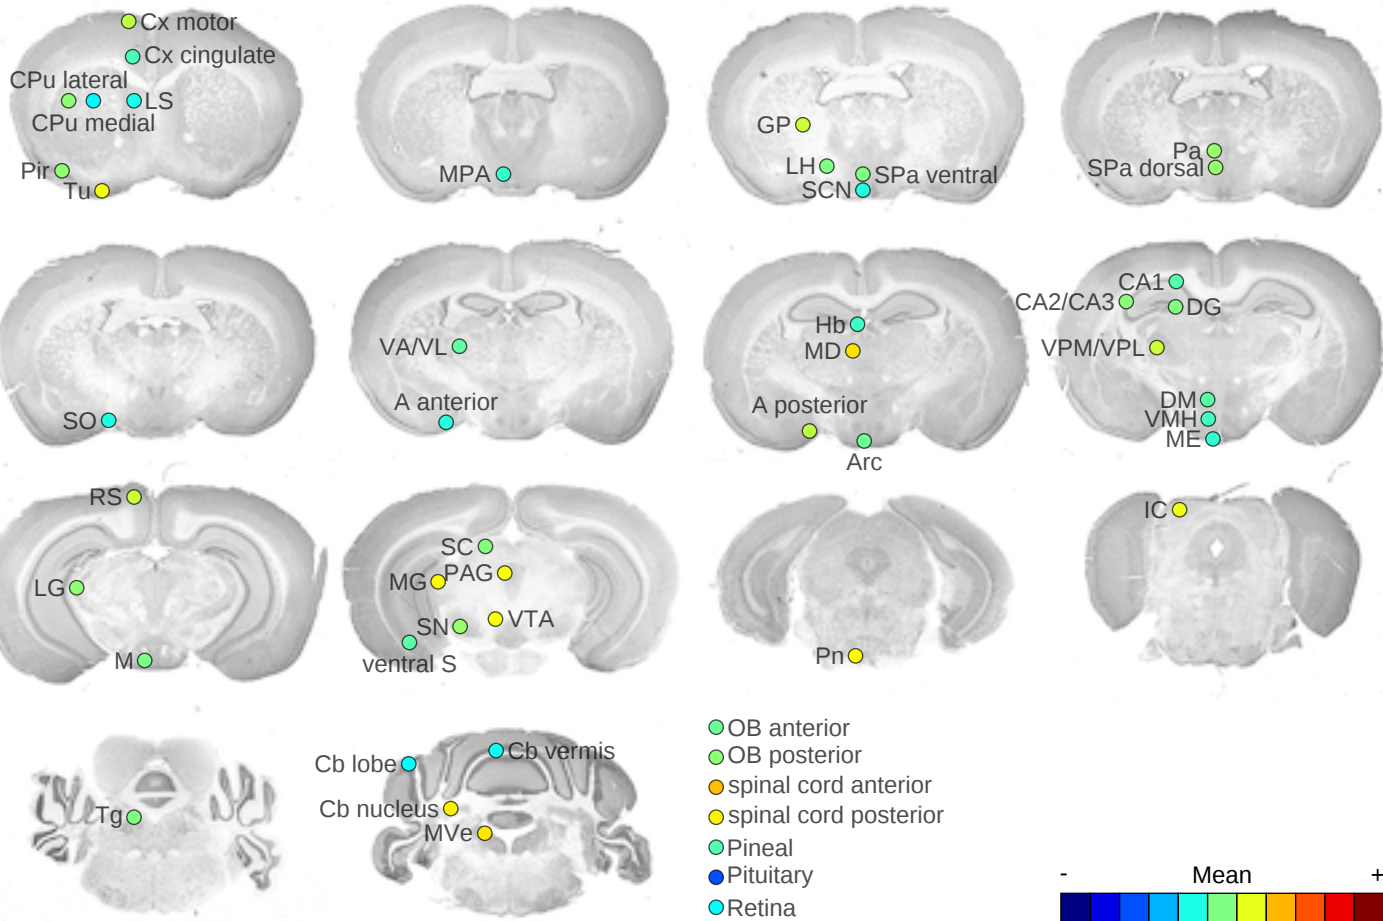 Cx motor
Cx cingulate
CPu lateral
LS
CPu medial
Pir
Tu
MPA
GP
LH
SPa ventral
SCN
Pa
SPa dorsal
SO
VA/VL
A anterior
Hb
MD
A posterior
Arc
CA1
CA2/CA3
DG
VPM/VPL
DM
VMH
ME
RS
LG
M
SC
MG
PAG
SN
VTA
ventral S
Pn
IC
Tg
Cb lobe
Cb vermis
Cb nucleus
MVe
OB anterior
OB posterior
spinal cord anterior
spinal cord posterior
Pineal
Pituitary
Retina
- Mean +